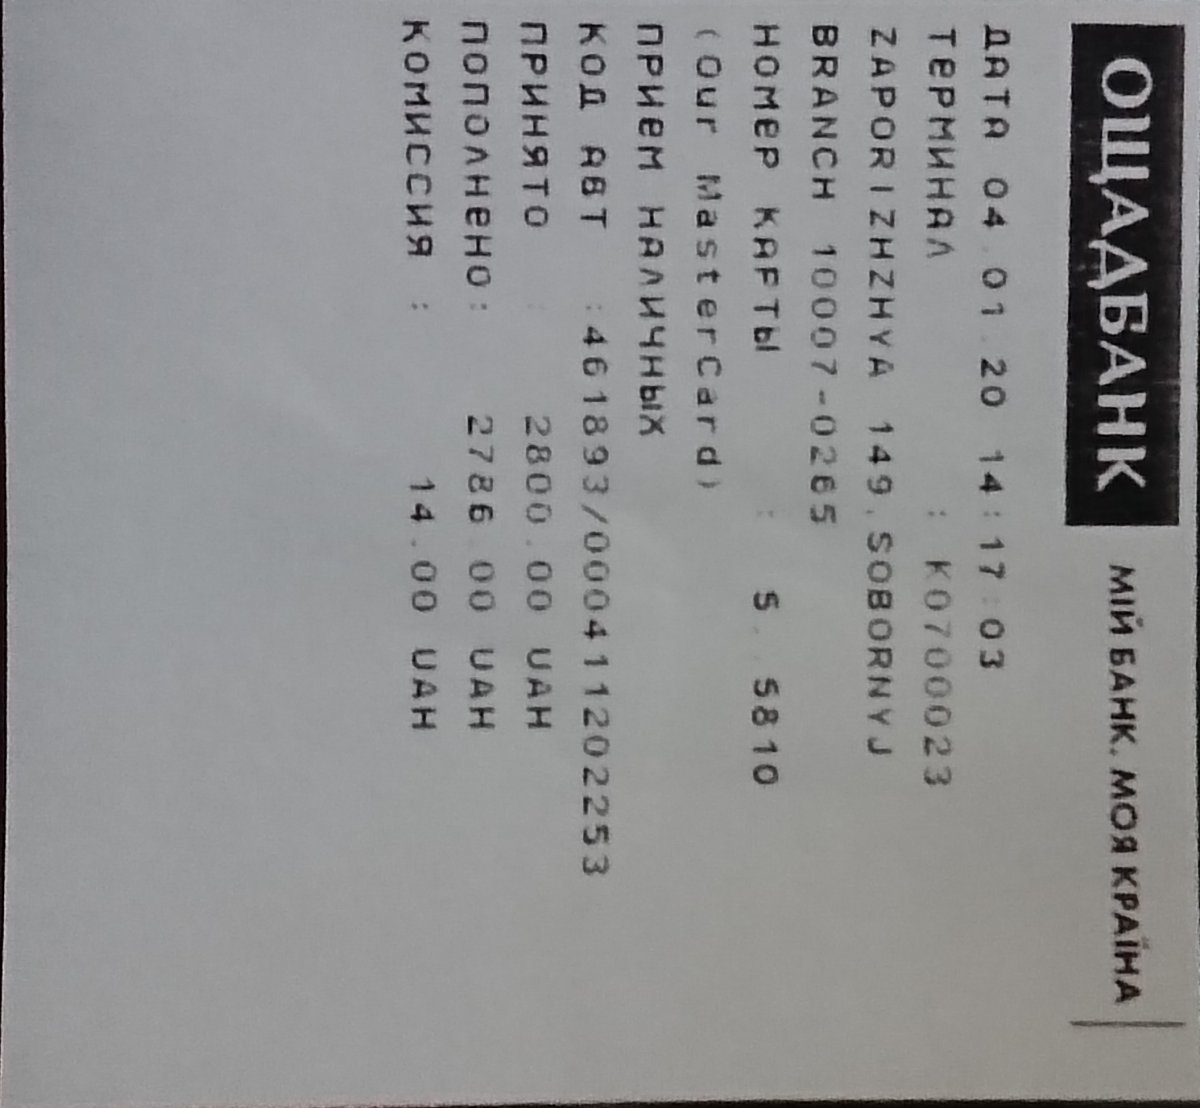 ОЩАДБАНК МІЙ БАНК. МОЯ КРАЇНА
ДАТА 04.01.20 14:17:03
ТЕРМИНАЛ : K0700023
ZAPORIZHZHYA 149,SOBORNYJ
BRANCH 10007-0265
НОМЕР КАРТЫ : 5..5810
(Our MasterCard)
ПРИЕМ НАЛИЧНЫХ
КОД АВТ :461893/000411202253
ПРИНЯТО : 2800.00 UAH
ПОПОЛНЕНО: 2786.00 UAH
КОМИССИЯ : 14.00 UAH